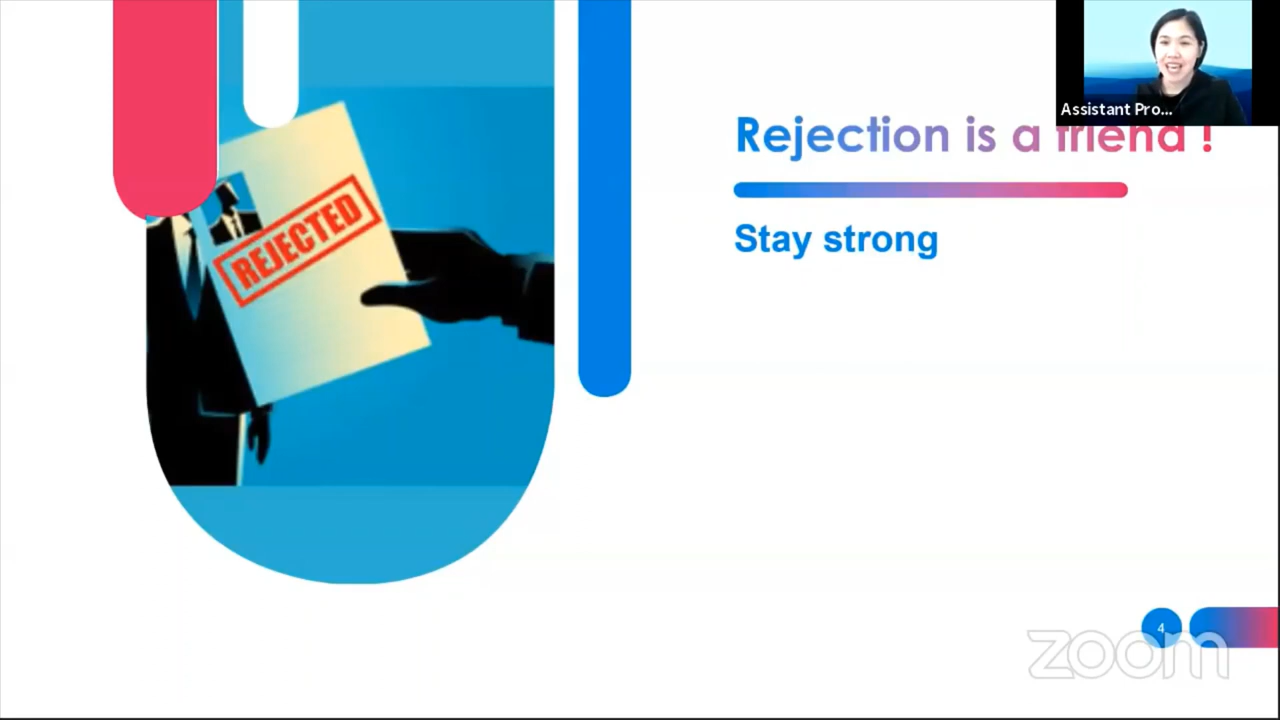 Assistant Pro...
Rejection is a friend !
Stay strong
REJECTED
4
zoom